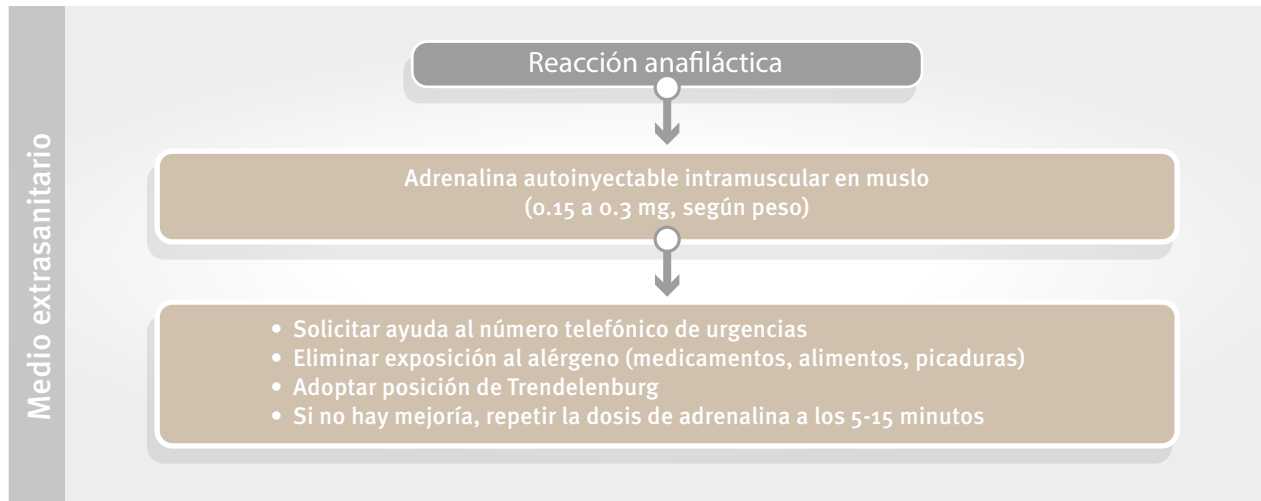 Medio extrasanitario
Reacción anafiláctica
Adrenalina autoinyectable intramuscular en muslo
(0.15 a 0.3 mg, según peso)
• Solicitar ayuda al número telefónico de urgencias
• Eliminar exposición al alérgeno (medicamentos, alimentos, picaduras)
• Adoptar posición de Trendelenburg
• Si no hay mejoría, repetir la dosis de adrenalina a los 5-15 minutos